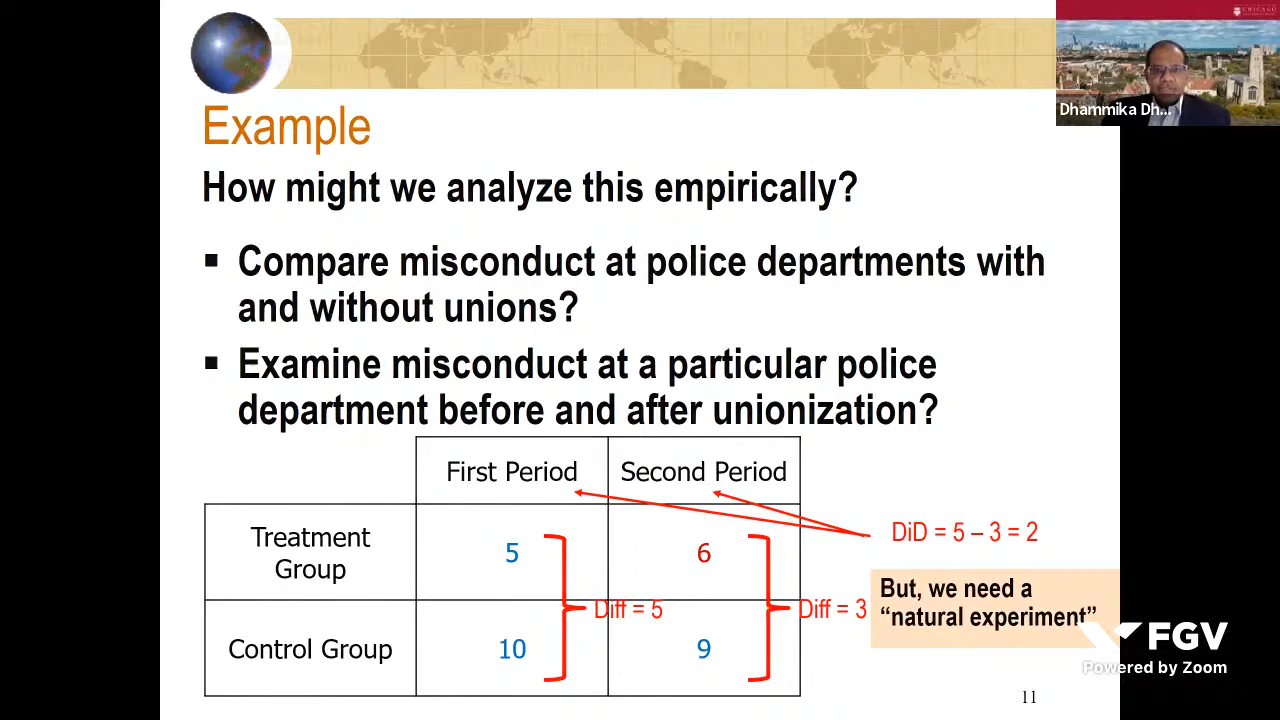 CHICAGO
Dhammika Dh...
Example
How might we analyze this empirically?
▪ Compare misconduct at police departments with
and without unions?
▪ Examine misconduct at a particular police
department before and after unionization?
First Period Second Period
Treatment
Group
5 6
Control Group
10 9
Diff = 5
Diff = 3
DiD = 5 – 3 = 2
But, we need a
“natural experiment”
FGV
Powered by Zoom
11